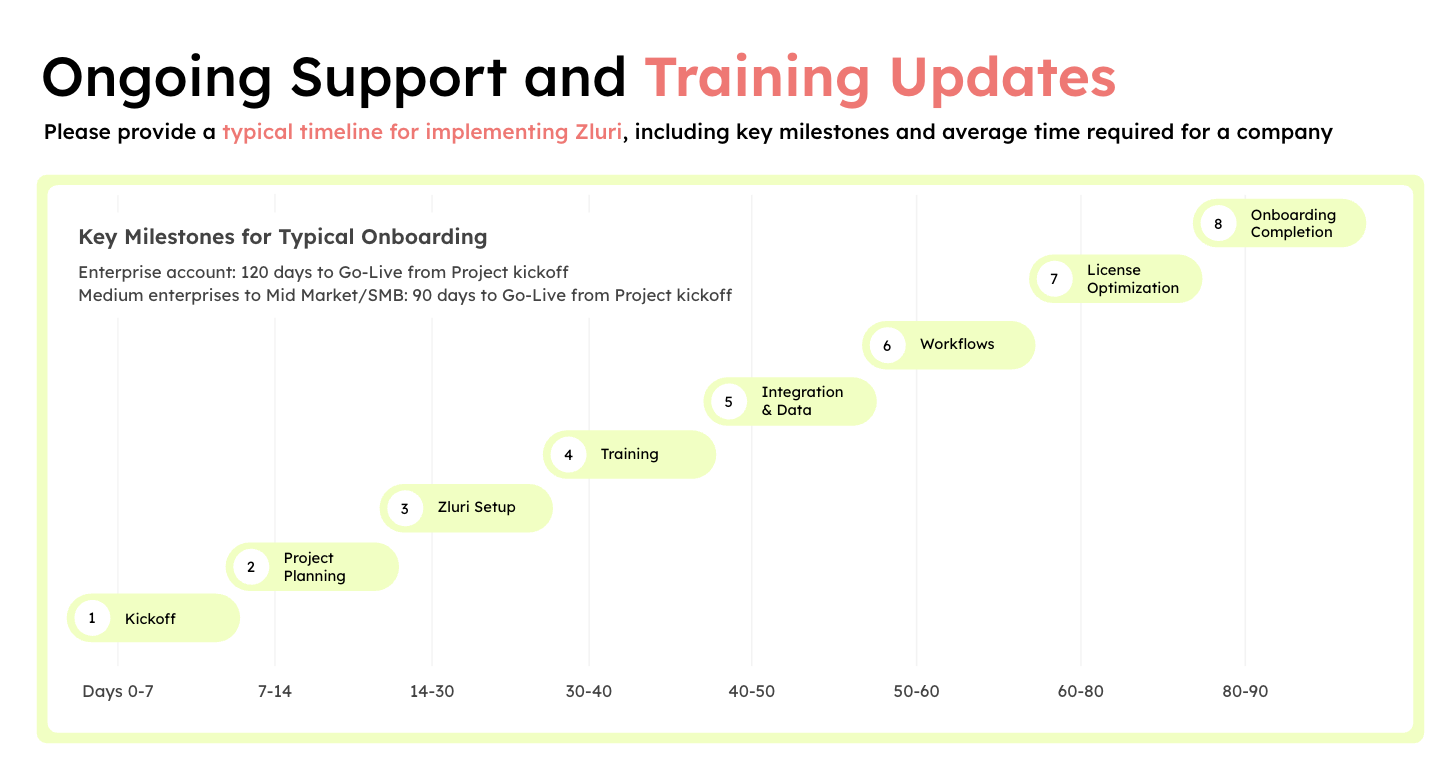 Ongoing Support and Training Updates
Please provide a typical timeline for implementing Zluri, including key milestones and average time required for a company
Key Milestones for Typical Onboarding
Enterprise account: 120 days to Go-Live from Project kickoff
Medium enterprises to Mid Market/SMB: 90 days to Go-Live from Project kickoff
8
Onboarding
Completion
7
License
Optimization
6
Workflows
5
Integration
& Data
4
Training
3
Zluri Setup
2
Project
Planning
1
Kickoff
Days 0-7
7-14
14-30
30-40
40-50
50-60
60-80
80-90